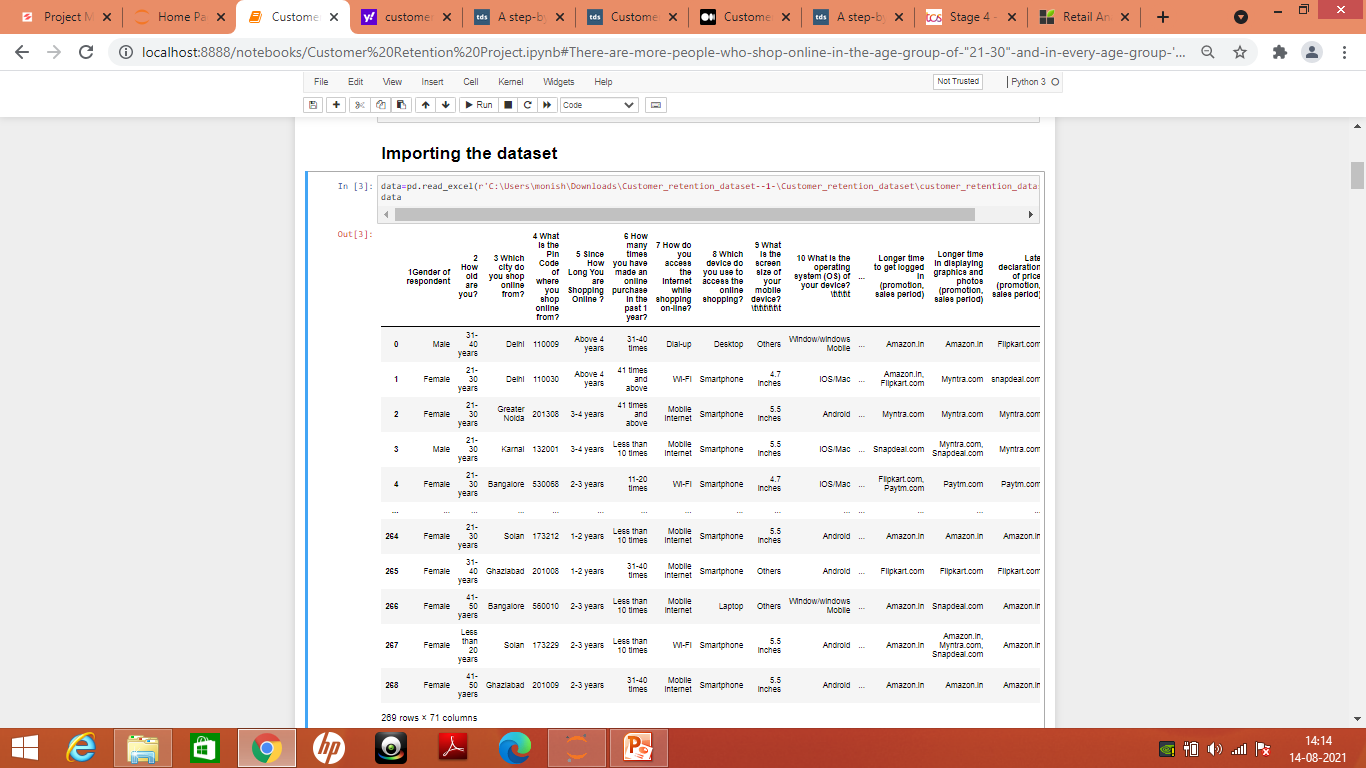 Project M
Home Pa
Custome
custome
A step-by
Custome
Custome
A step-by
Stage 4 -
Retail An
localhost:8888/notebooks/Customer%20Retention%20Project.ipynb#There-are-more-people-who-shop-online-in-the-age-group-of-"21-30"-and-in-every-age-group-'...
File Edit View Insert Cell Kernel Widgets Help Not Trusted Python 3
Run Code
Importing the dataset
In [3]: data=pd.read_excel(r'C:\Users\monish\Downloads\Customer_retention_dataset--1-\Customer_retention_dataset\customer_retention_data
data
Out[3]:
1Gender of respondent 2 How old are you? 3 Which city do you shop online from? 4 What is the Pin Code of where you shop online from? 5 Since How Long You are Shopping Online ? 6 How many times you have made an online purchase in the past 1 year? 7 How do you access the internet while shopping on-line? 8 Which device do you use to access the online shopping? 9 What is the screen size of your mobile device? \t\t\t\t\t\t 10 What is the operating system (OS) of your device? \t\t\t\t ... Longer time to get logged in (promotion, sales period) Longer time in displaying graphics and photos (promotion, sales period) Late declaration of price (promotion, sales period)
0 Male 31-40 years Delhi 110009 Above 4 years 31-40 times Dial-up Desktop Others Window/windows Mobile ... Amazon.in Amazon.in Flipkart.com
1 Female 21-30 years Delhi 110030 Above 4 years 41 times and above Wi-Fi Smartphone 4.7 inches IOS/Mac ... Amazon.in, Flipkart.com Myntra.com snapdeal.com
2 Female 21-30 years Greater Noida 201308 3-4 years 41 times and above Mobile Internet Smartphone 5.5 inches Android ... Myntra.com Myntra.com Myntra.com
3 Male 21-30 years Karnal 132001 3-4 years Less than 10 times Mobile Internet Smartphone 5.5 inches IOS/Mac ... Snapdeal.com Myntra.com, Snapdeal.com Myntra.com
4 Female 21-30 years Bangalore 530068 2-3 years 11-20 times Wi-Fi Smartphone 4.7 inches IOS/Mac ... Flipkart.com, Paytm.com Paytm.com Paytm.com
... ... ... ... ... ... ... ... ... ... ... ... ... ... ...
264 Female 21-30 years Solan 173212 1-2 years Less than 10 times Mobile Internet Smartphone 5.5 inches Android ... Amazon.in Amazon.in Amazon.in
265 Female 31-40 years Ghaziabad 201008 1-2 years 31-40 times Mobile Internet Smartphone Others Android ... Flipkart.com Flipkart.com Flipkart.com
266 Female 41-50 yaers Bangalore 560010 2-3 years Less than 10 times Mobile Internet Laptop Others Window/windows Mobile ... Amazon.in Snapdeal.com Amazon.in
267 Female Less than 20 years Solan 173229 2-3 years Less than 10 times Wi-Fi Smartphone 5.5 inches Android ... Amazon.in Amazon.in, Myntra.com, Snapdeal.com Amazon.in
268 Female 41-50 yaers Ghaziabad 201009 2-3 years 31-40 times Mobile Internet Smartphone 5.5 inches Android ... Amazon.in Amazon.in Amazon.in
269 rows × 71 columns
14:14
14-08-2021